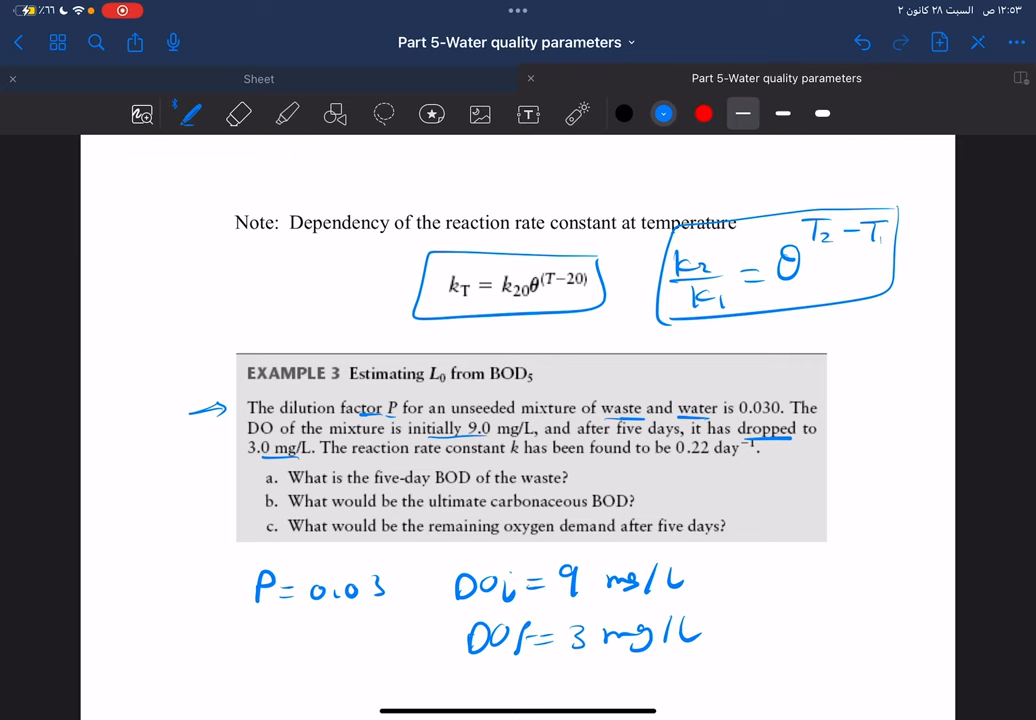 ٪٦٦
١٢:٥٣ ص السبت ٢٨ كانون ٢
Part 5-Water quality parameters
Sheet
Part 5-Water quality parameters
Note: Dependency of the reaction rate constant at temperature
k_T = k_20 θ^(T−20)
k2/k1 = θ^(T2 − T1)
EXAMPLE 3 Estimating L₀ from BOD₅
The dilution factor P for an unseeded mixture of waste and water is 0.030. The
DO of the mixture is initially 9.0 mg/L, and after five days, it has dropped to
3.0 mg/L. The reaction rate constant k has been found to be 0.22 day⁻¹.
a. What is the five-day BOD of the waste?
b. What would be the ultimate carbonaceous BOD?
c. What would be the remaining oxygen demand after five days?
P = 0.03 DOi = 9 mg/L
DOf = 3 mg/L